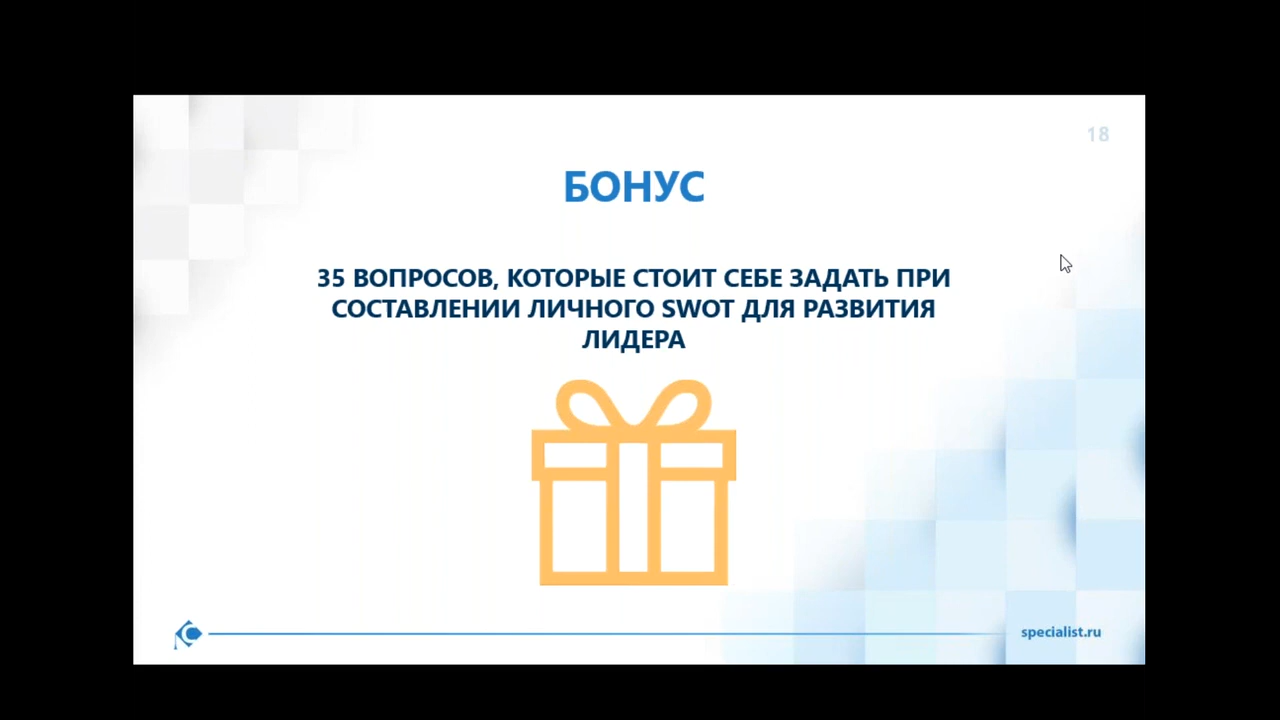 18
БОНУС
35 ВОПРОСОВ, КОТОРЫЕ СТОИТ СЕБЕ ЗАДАТЬ ПРИ
СОСТАВЛЕНИИ ЛИЧНОГО SWOT ДЛЯ РАЗВИТИЯ
ЛИДЕРА
specialist.ru